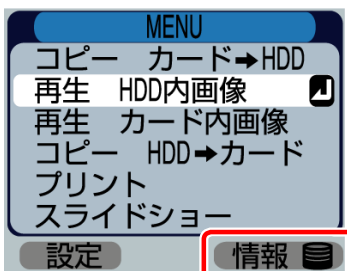 MENU
コピー　カード➡HDD
再生　HDD内画像
再生　カード内画像
コピー　HDD➡カード
プリント
スライドショー
設定　情報